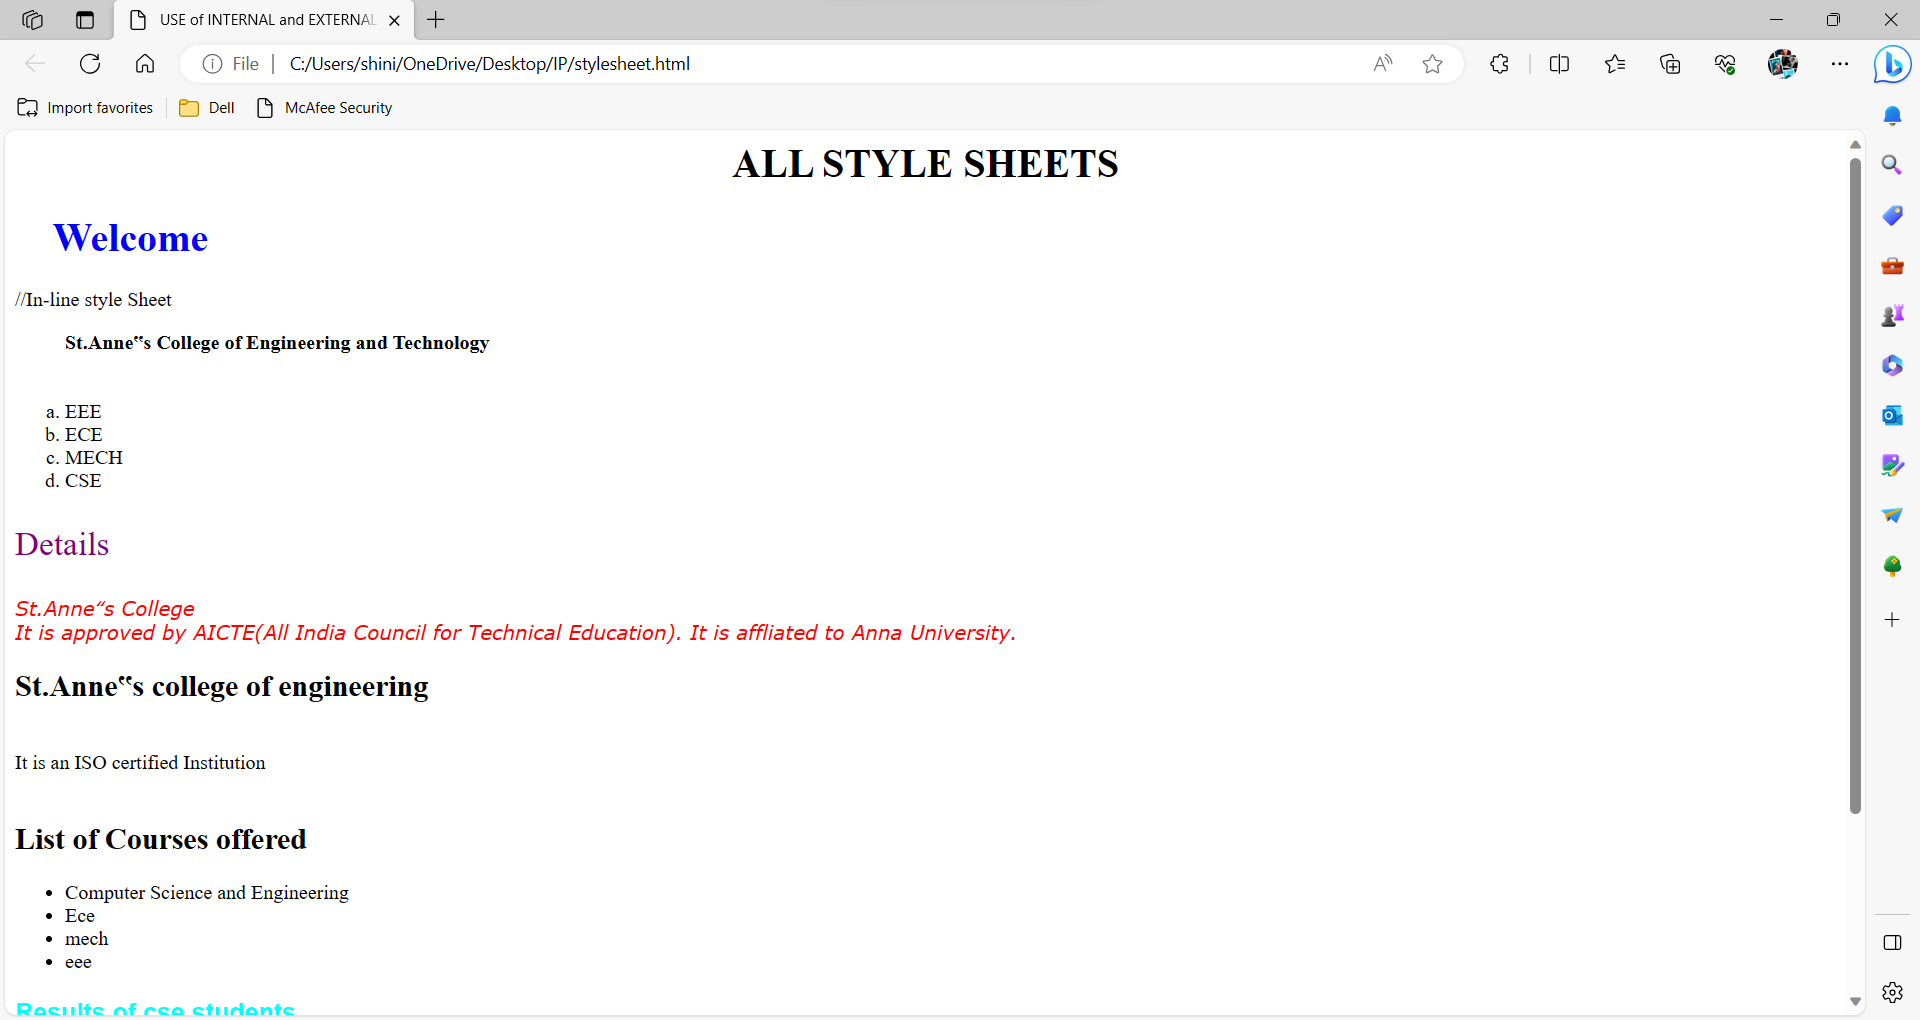 USE of INTERNAL and EXTERNAL
File
C:/Users/shini/OneDrive/Desktop/IP/stylesheet.html
Import favorites
Dell
McAfee Security
ALL STYLE SHEETS
Welcome
//In-line style Sheet
St.Anne‟s College of Engineering and Technology
a. EEE
b. ECE
c. MECH
d. CSE
Details
St.Anne‟s College
It is approved by AICTE(All India Council for Technical Education). It is affliated to Anna University.
St.Anne‟s college of engineering
It is an ISO certified Institution
List of Courses offered
• Computer Science and Engineering
• Ece
• mech
• eee
Results of cse students